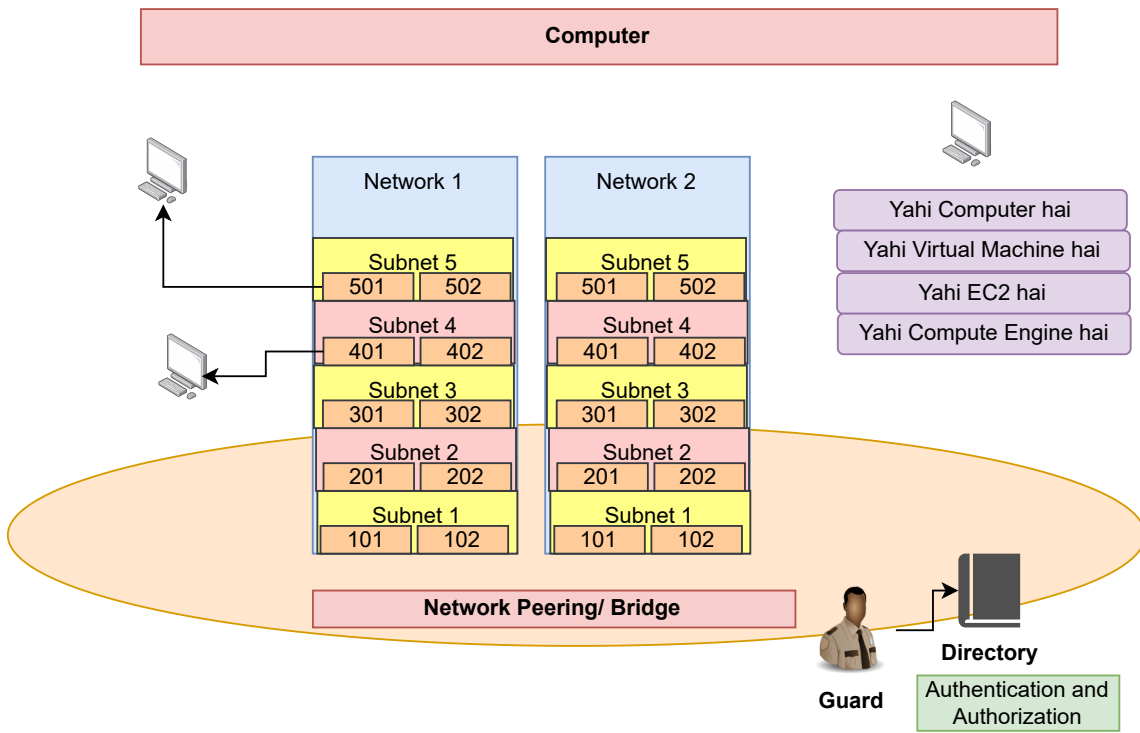 Computer
Network 1
Network 2
Yahi Computer hai
Yahi Virtual Machine hai
Yahi EC2 hai
Yahi Compute Engine hai
Subnet 5
501 502
Subnet 4
401 402
Subnet 3
301 302
Subnet 2
201 202
Subnet 1
101 102
Subnet 5
501 502
Subnet 4
401 402
Subnet 3
301 302
Subnet 2
201 202
Subnet 1
101 102
Network Peering/ Bridge
Guard
Directory
Authentication and
Authorization